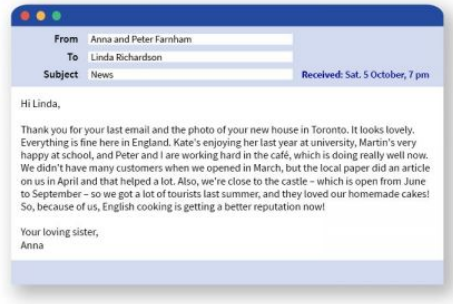 From Anna and Peter Farnham
To Linda Richardson
Subject News Received: Sat. 5 October, 7 pm
Hi Linda,
Thank you for your last email and the photo of your new house in Toronto. It looks lovely.
Everything is fine here in England. Kate's enjoying her last year at university, Martin's very
happy at school, and Peter and I are working hard in the café, which is doing really well now.
We didn't have many customers when we opened in March, but the local paper did an article
on us in April and that helped a lot. Also, we're close to the castle – which is open from June
to September – so we got a lot of tourists last summer, and they loved our homemade cakes!
So, because of us, English cooking is getting a better reputation now!
Your loving sister,
Anna